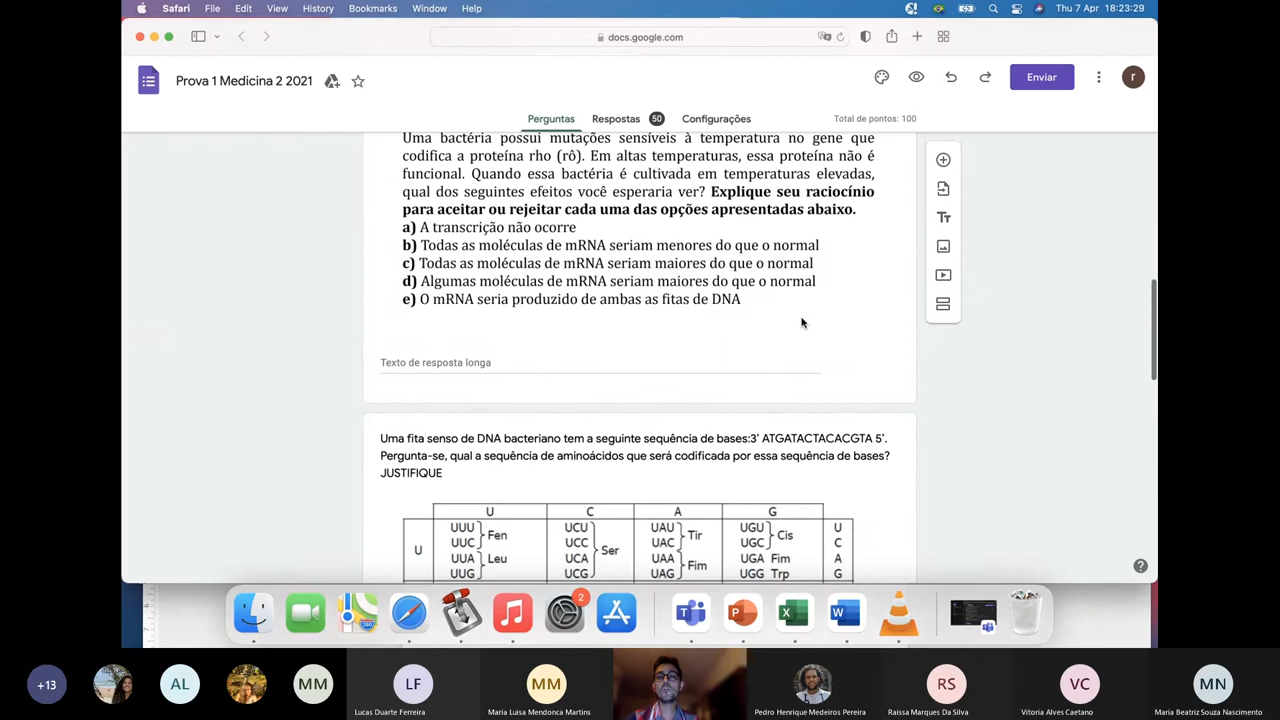 Safari File Edit View History Bookmarks Window Help Thu 7 Apr 18:23:29
docs.google.com
Prova 1 Medicina 2 2021 Enviar r
Perguntas Respostas 50 Configurações Total de pontos: 100
Uma bactéria possui mutações sensíveis à temperatura no gene que
codifica a proteína rho (rô). Em altas temperaturas, essa proteína não é
funcional. Quando essa bactéria é cultivada em temperaturas elevadas,
qual dos seguintes efeitos você esperaria ver? Explique seu raciocínio
para aceitar ou rejeitar cada uma das opções apresentadas abaixo.
a) A transcrição não ocorre
b) Todas as moléculas de mRNA seriam menores do que o normal
c) Todas as moléculas de mRNA seriam maiores do que o normal
d) Algumas moléculas de mRNA seriam maiores do que o normal
e) O mRNA seria produzido de ambas as fitas de DNA
Texto de resposta longa
Uma fita senso de DNA bacteriano tem a seguinte sequência de bases:3' ATGATACTACACGTA 5'.
Pergunta-se, qual a sequência de aminoácidos que será codificada por essa sequência de bases?
JUSTIFIQUE
U C A G
UUU UCU UAU UGU U
UUC Fen UCC UAC Tir UGC Cis C
U UUA Leu UCA Ser UAA Fim UGA Fim A
UUG UCG UAG UGG Trp G
2
+13 AL MM LF MM RS VC MN
Lucas Duarte Ferreira Maria Luisa Mendonca Martins Pedro Henrique Medeiros Pereira Raissa Marques Da Silva Vitoria Alves Caetano Maria Beatriz Souza Nascimento